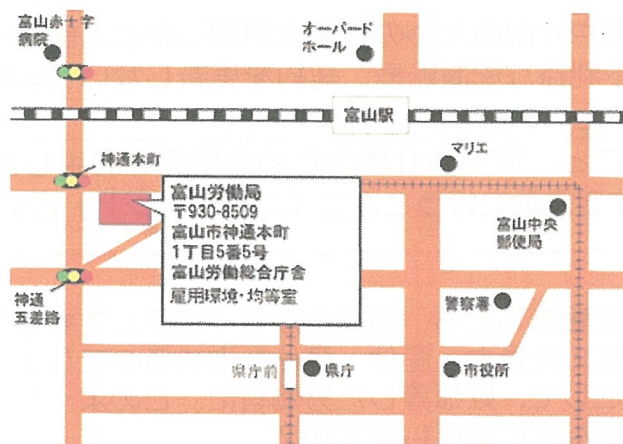 富山赤十字
病院
オーバード
ホール
富山駅
神通本町
マリエ
富山労働局
〒930-8509
富山市神通本町
1丁目5番5号
富山労働総合庁舎
雇用環境・均等室
富山中央
郵便局
神通
五差路
警察署
県庁前
県庁
市役所